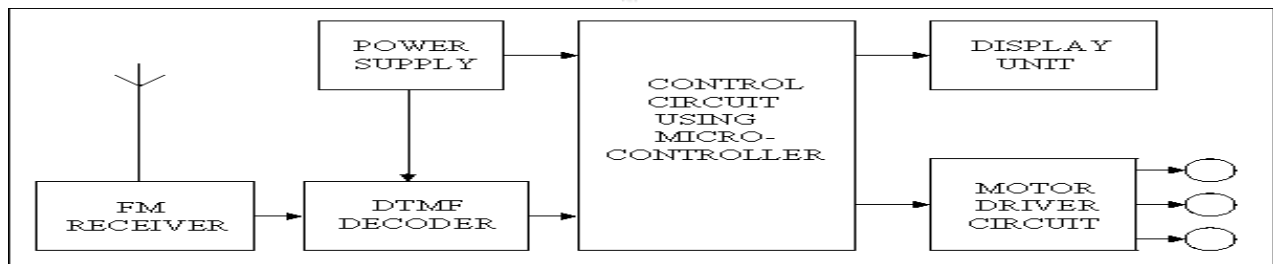 POWER
SUPPLY
DISPLAY
UNIT
CONTROL
CIRCUIT
USING
MICRO-
CONTROLLER
FM
RECEIVER
DTMF
DECODER
MOTOR
DRIVER
CIRCUIT